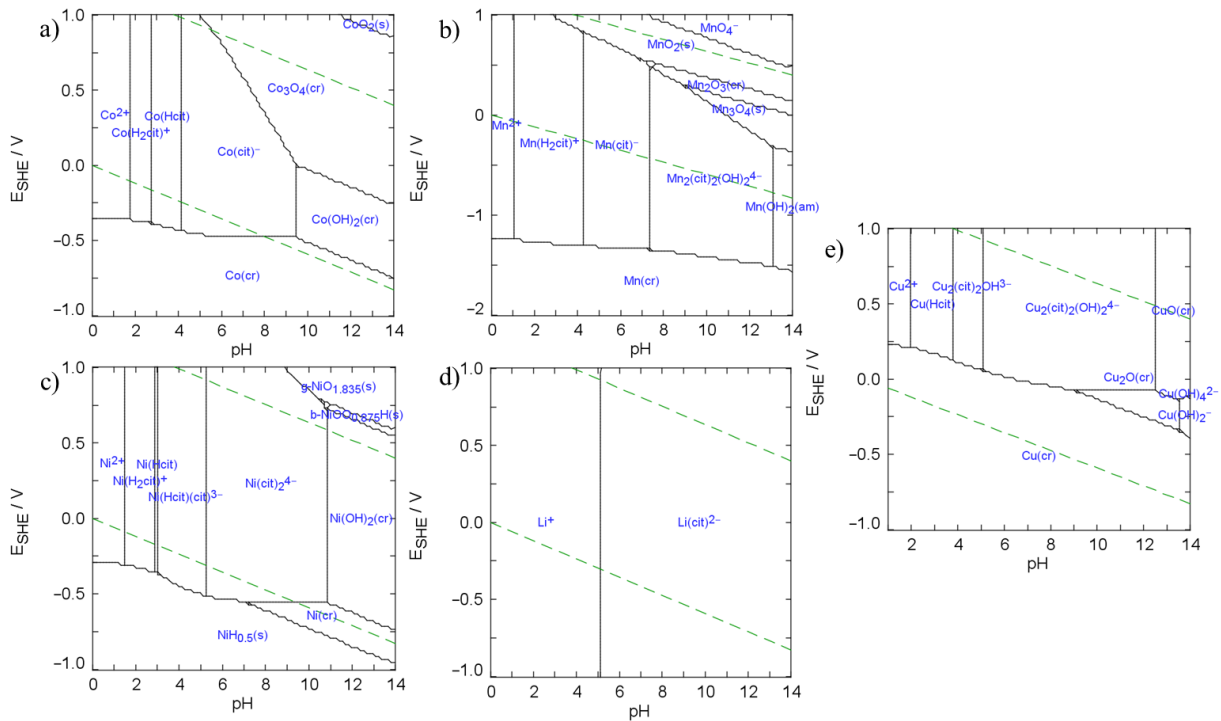 a)
1.0
0.5
0.0
−0.5
−1.0
E_SHE / V
CoO₂(s)
Co₃O₄(cr)
Co²⁺
Co(Hcit)
Co(H₂cit)⁺
Co(cit)⁻
Co(OH)₂(cr)
Co(cr)
0 2 4 6 8 10 12 14
pH
b)
1
0
−1
−2
E_SHE / V
MnO₄⁻
MnO₂(s)
Mn₂O₃(cr)
Mn₃O₄(s)
Mn²⁺
Mn(H₂cit)⁺
Mn(cit)⁻
Mn₂(cit)₂(OH)₂⁴⁻
Mn(OH)₂(am)
Mn(cr)
0 2 4 6 8 10 12 14
pH
c)
1.0
0.5
0.0
−0.5
−1.0
E_SHE / V
g-NiO₁.₈₃₅(s)
b-NiOO₀.₈₇₅H(s)
Ni²⁺
Ni(Hcit)
Ni(H₂cit)⁺
Ni(Hcit)(cit)³⁻
Ni(cit)₂⁴⁻
Ni(OH)₂(cr)
Ni(cr)
NiH₀.₅(s)
0 2 4 6 8 10 12 14
pH
d)
1.0
0.5
0.0
−0.5
−1.0
E_SHE / V
Li⁺
Li(cit)²⁻
0 2 4 6 8 10 12 14
pH
e)
1.0
0.5
0.0
−0.5
−1.0
E_SHE / V
Cu²⁺
Cu₂(cit)₂OH³⁻
Cu(Hcit)
Cu₂(cit)₂(OH)₂⁴⁻
CuO(cr)
Cu₂O(cr)
Cu(OH)₄²⁻
Cu(OH)₂⁻
Cu(cr)
2 4 6 8 10 12 14
pH